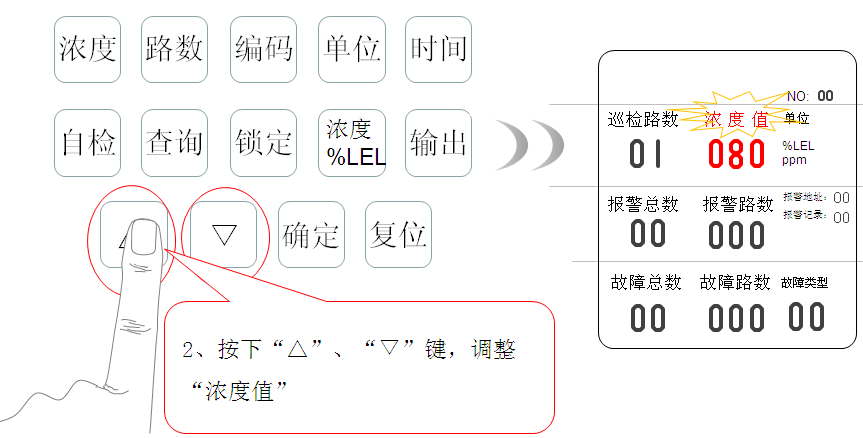 浓度 路数 编码 单位 时间
自检 查询 锁定 浓度 %LEL 输出
△ ▽ 确定 复位
2、按下“△”、“▽”键，调整
“浓度值”
NO: 00
巡检路数 浓度值 单位
01 080 %LEL
ppm
报警总数 报警路数 报警地址： 00
00 000 报警记录： 00
故障总数 故障路数 故障类型
00 000 00